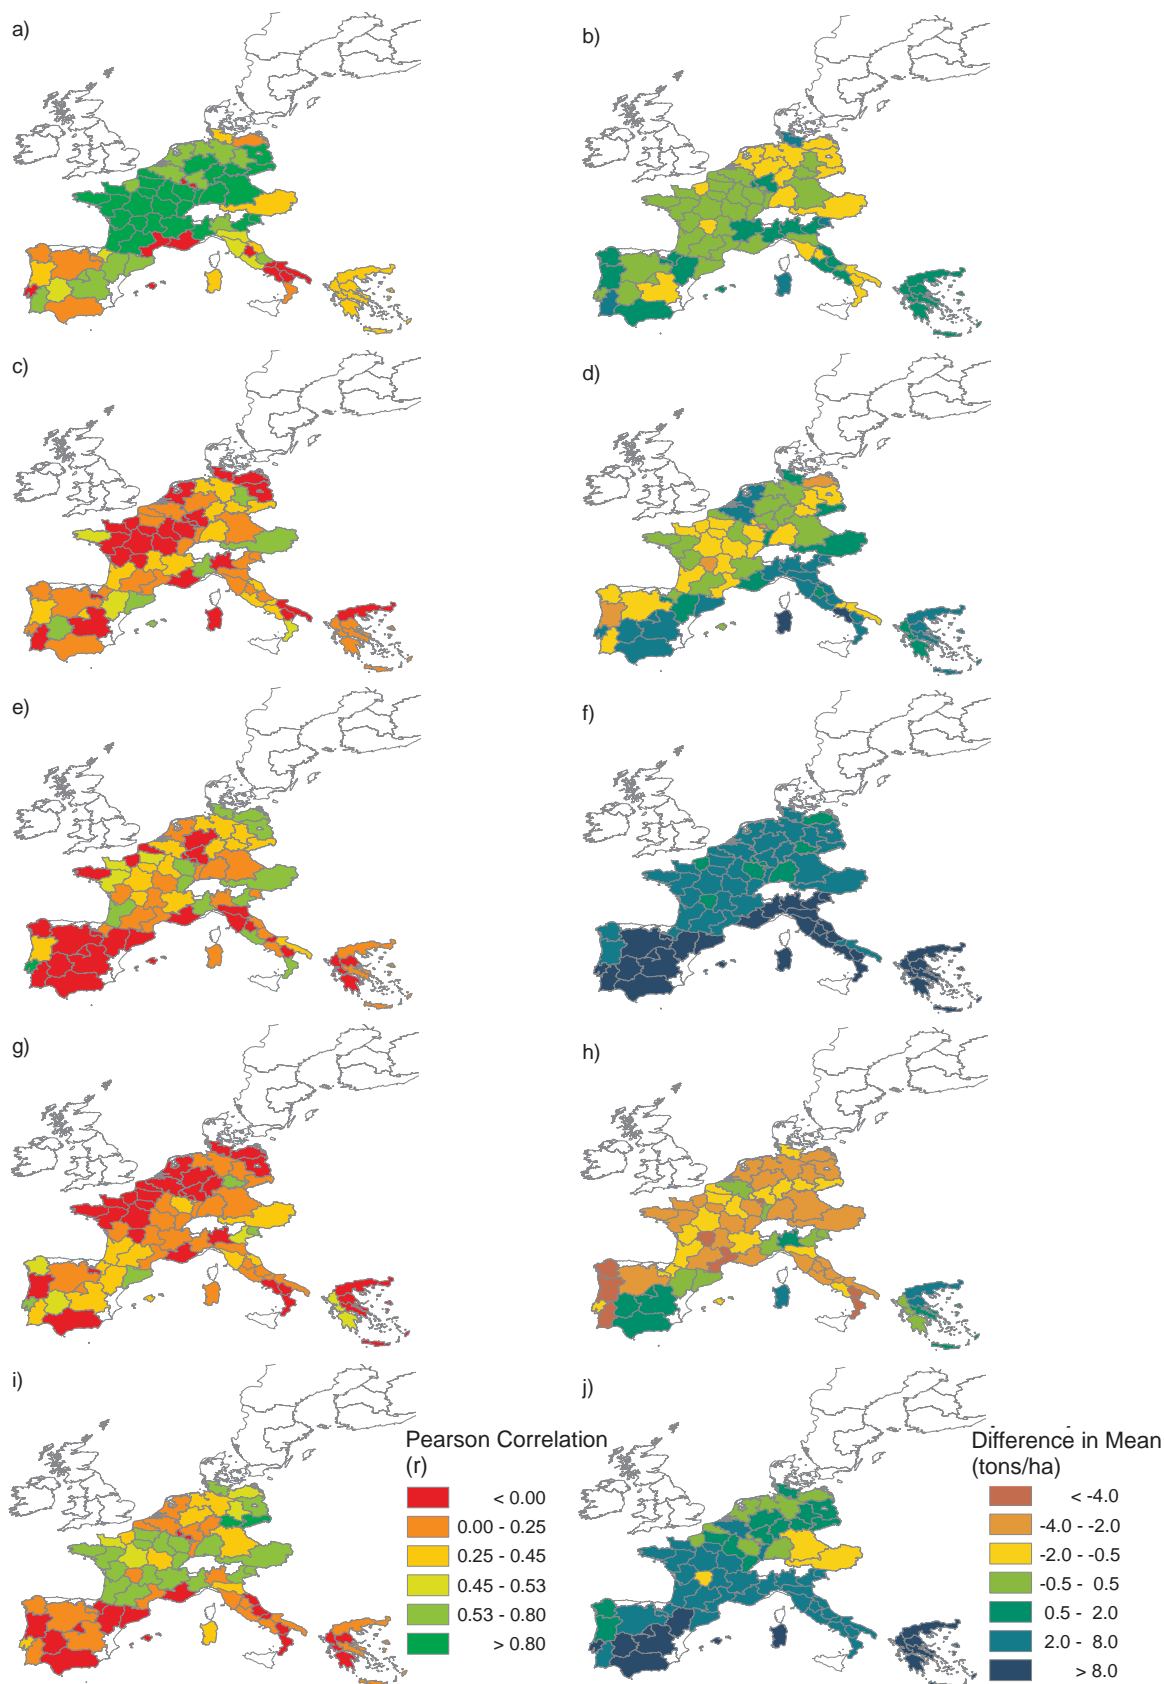 a)
b)
c)
d)
e)
f)
g)
h)
i)
j)
Pearson Correlation
(r)
< 0.00
0.00 - 0.25
0.25 - 0.45
0.45 - 0.53
0.53 - 0.80
> 0.80
Difference in Mean
(tons/ha)
< -4.0
-4.0 - -2.0
-2.0 - -0.5
-0.5 - 0.5
0.5 - 2.0
2.0 - 8.0
> 8.0